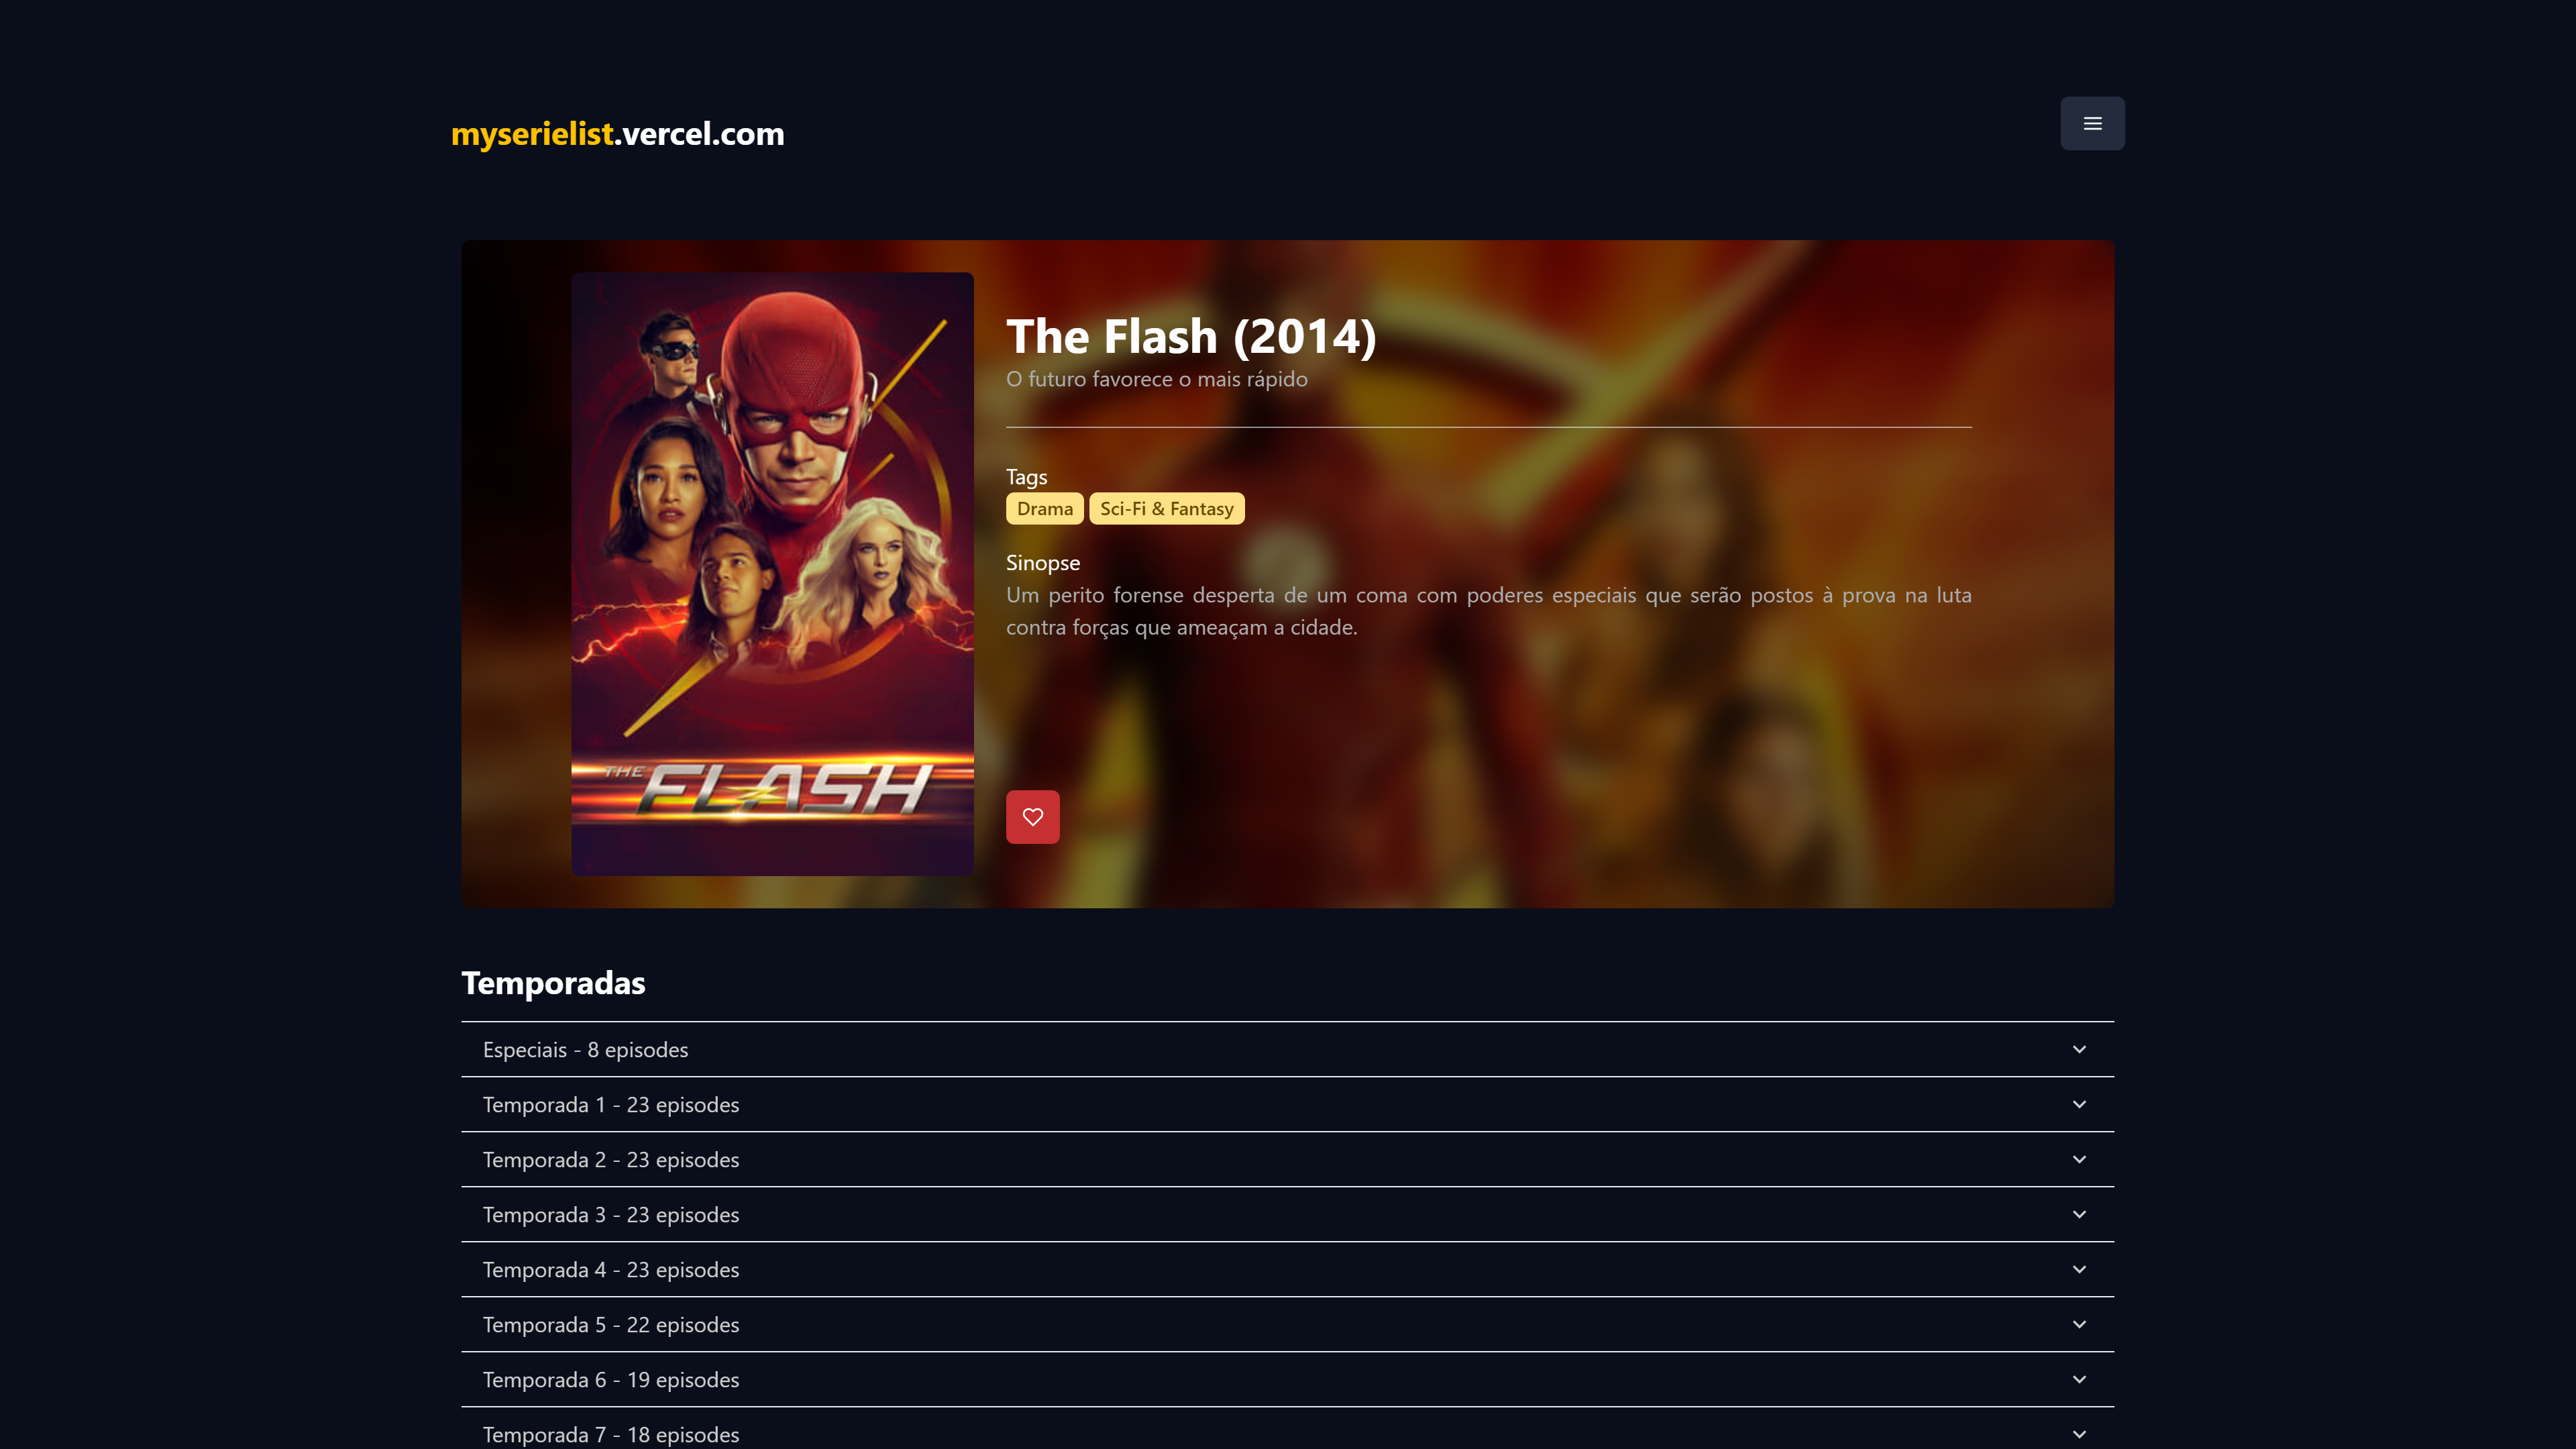 myserielist.vercel.com
The Flash (2014)
O futuro favorece o mais rápido
Tags
Drama Sci-Fi & Fantasy
Sinopse
Um perito forense desperta de um coma com poderes especiais que serão postos à prova na luta
contra forças que ameaçam a cidade.
THE FLASH
Temporadas
Especiais - 8 episodes
Temporada 1 - 23 episodes
Temporada 2 - 23 episodes
Temporada 3 - 23 episodes
Temporada 4 - 23 episodes
Temporada 5 - 22 episodes
Temporada 6 - 19 episodes
Temporada 7 - 18 episodes